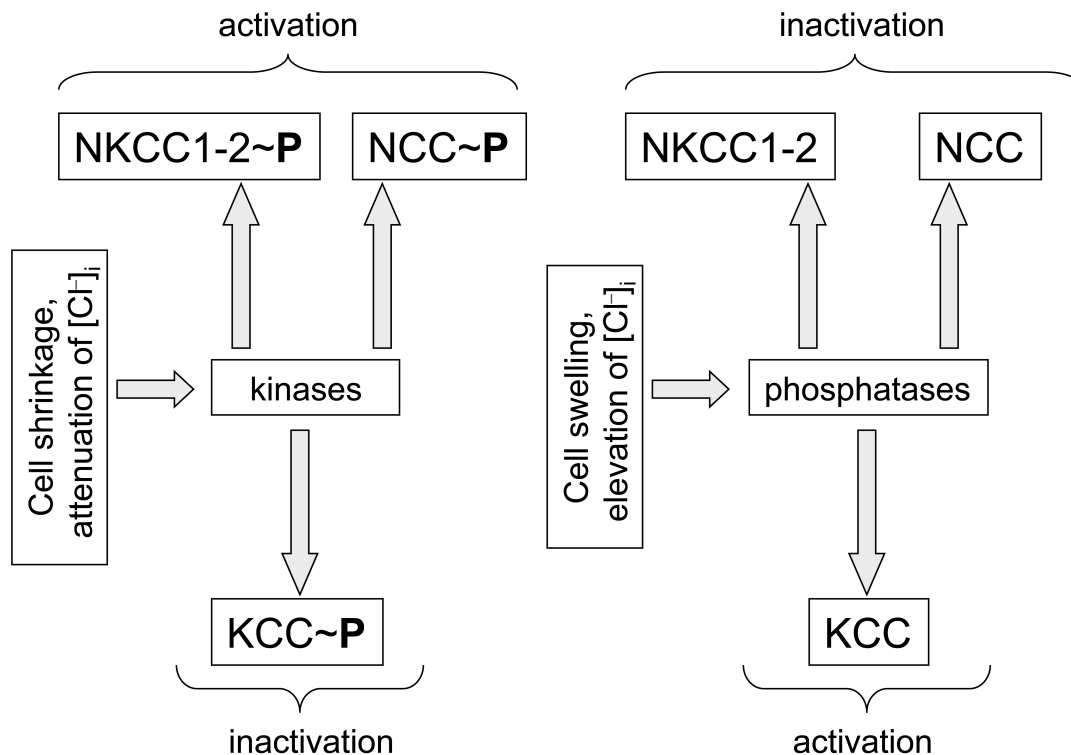 activation
inactivation
NKCC1-2~P
NCC~P
NKCC1-2
NCC
Cell shrinkage,
attenuation of [Cl⁻]ᵢ
kinases
Cell swelling,
elevation of [Cl⁻]ᵢ
phosphatases
KCC~P
KCC
inactivation
activation